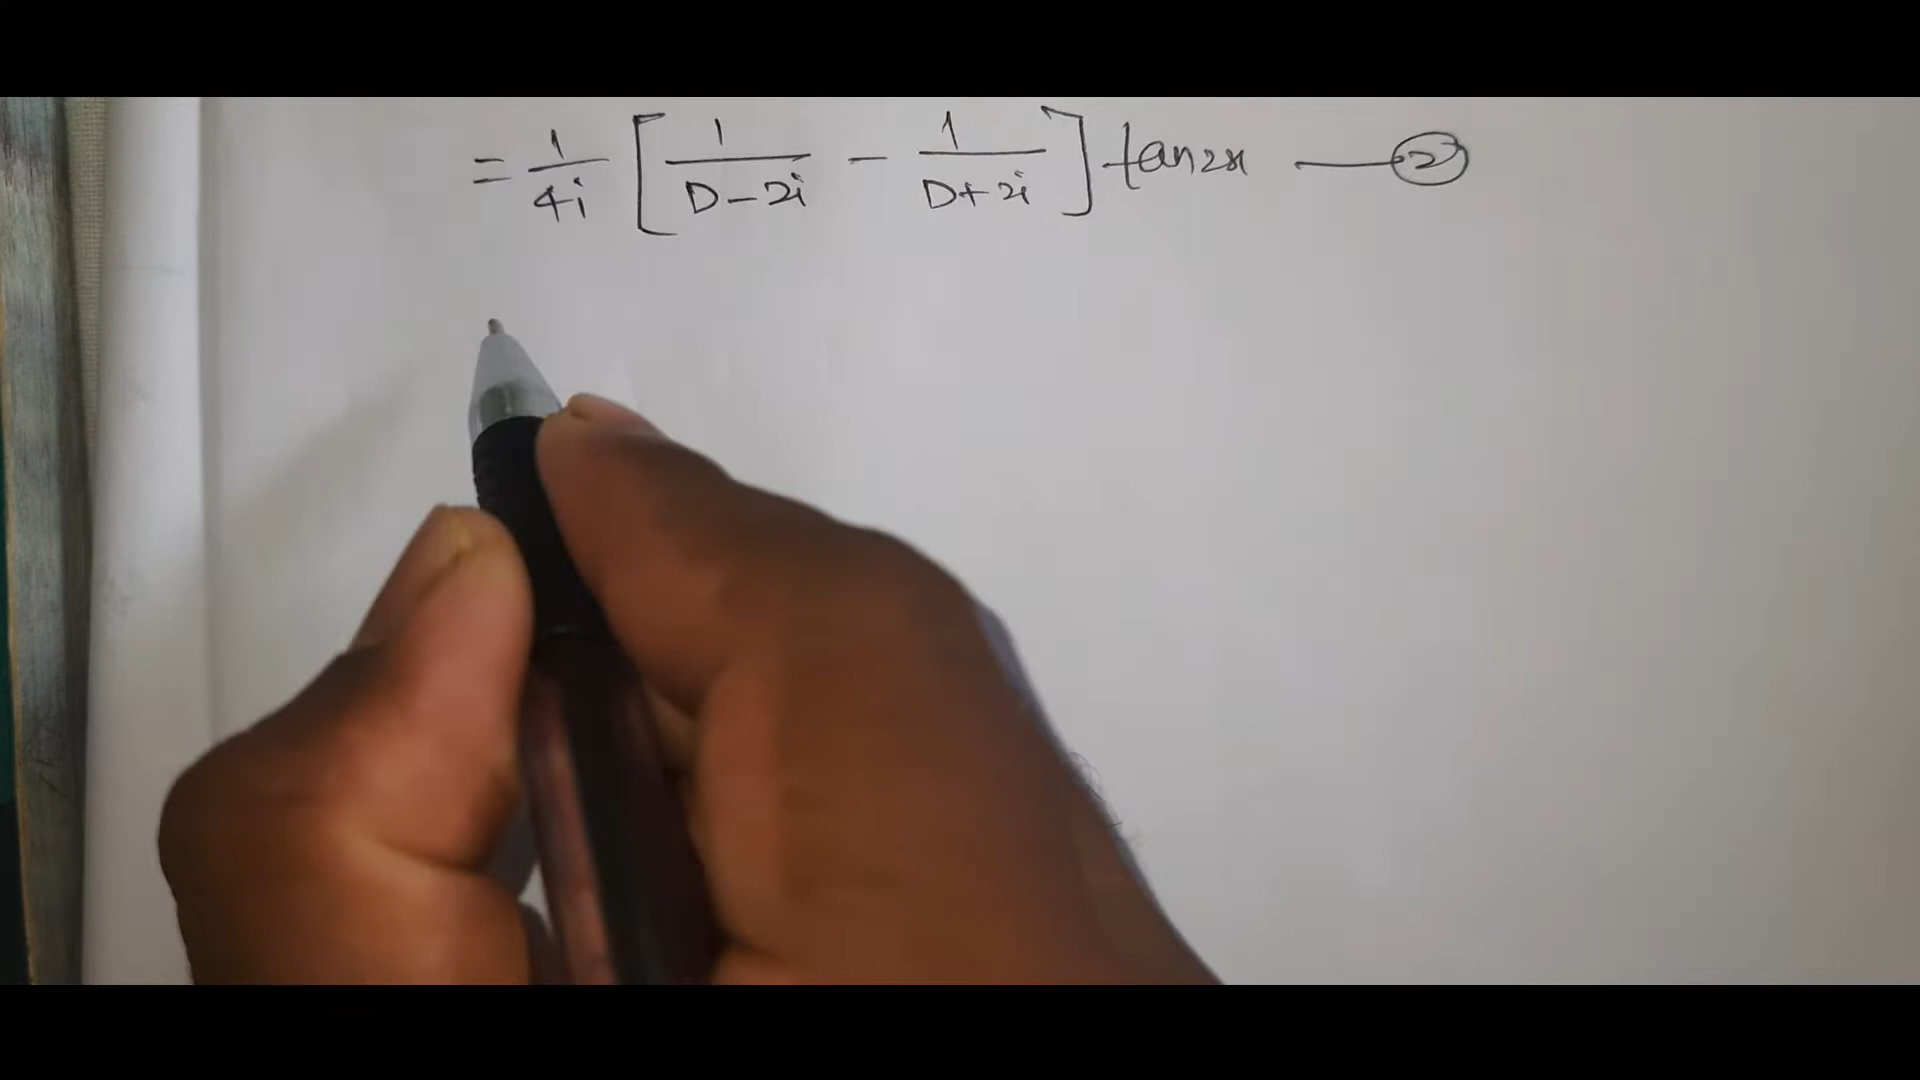 = 1/4i [ 1/D-2i - 1/D+2i ] tan2x — ②